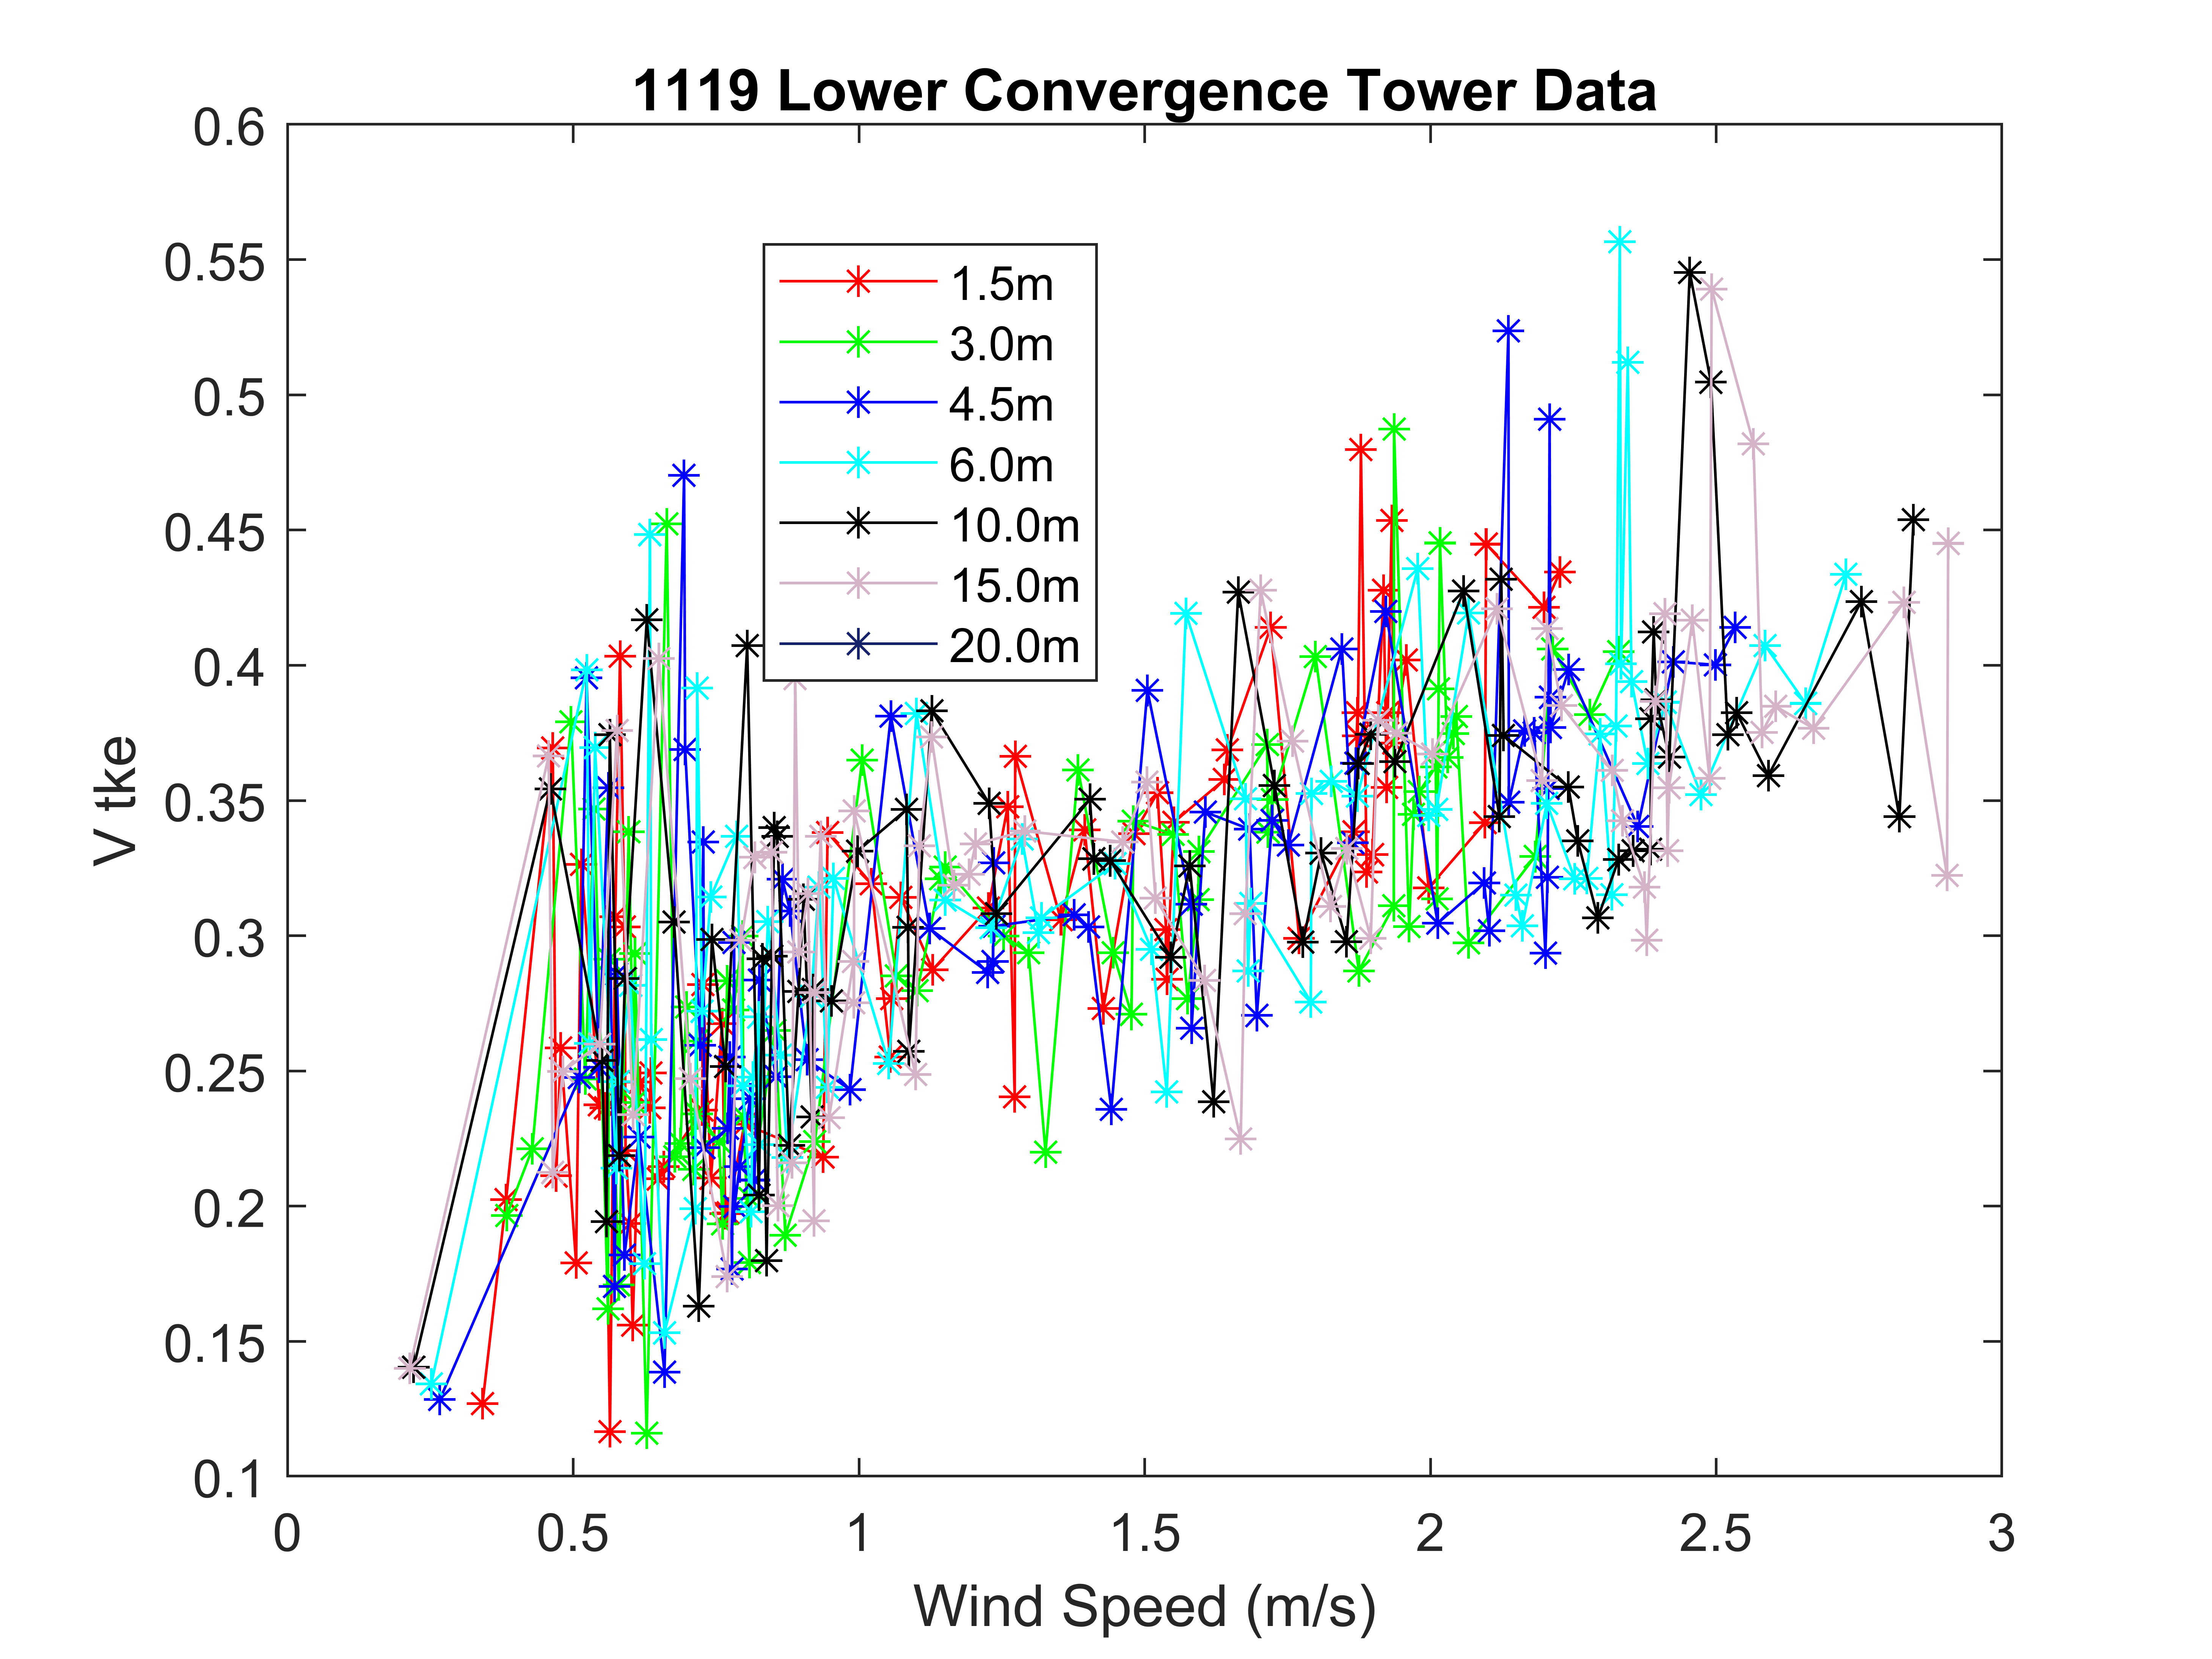 1119 Lower Convergence Tower Data
0.6
0.55
0.5
0.45
0.4
0.35
0.3
0.25
0.2
0.15
0.1
V tke
1.5m
3.0m
4.5m
6.0m
10.0m
15.0m
20.0m
0 0.5 1 1.5 2 2.5 3
Wind Speed (m/s)